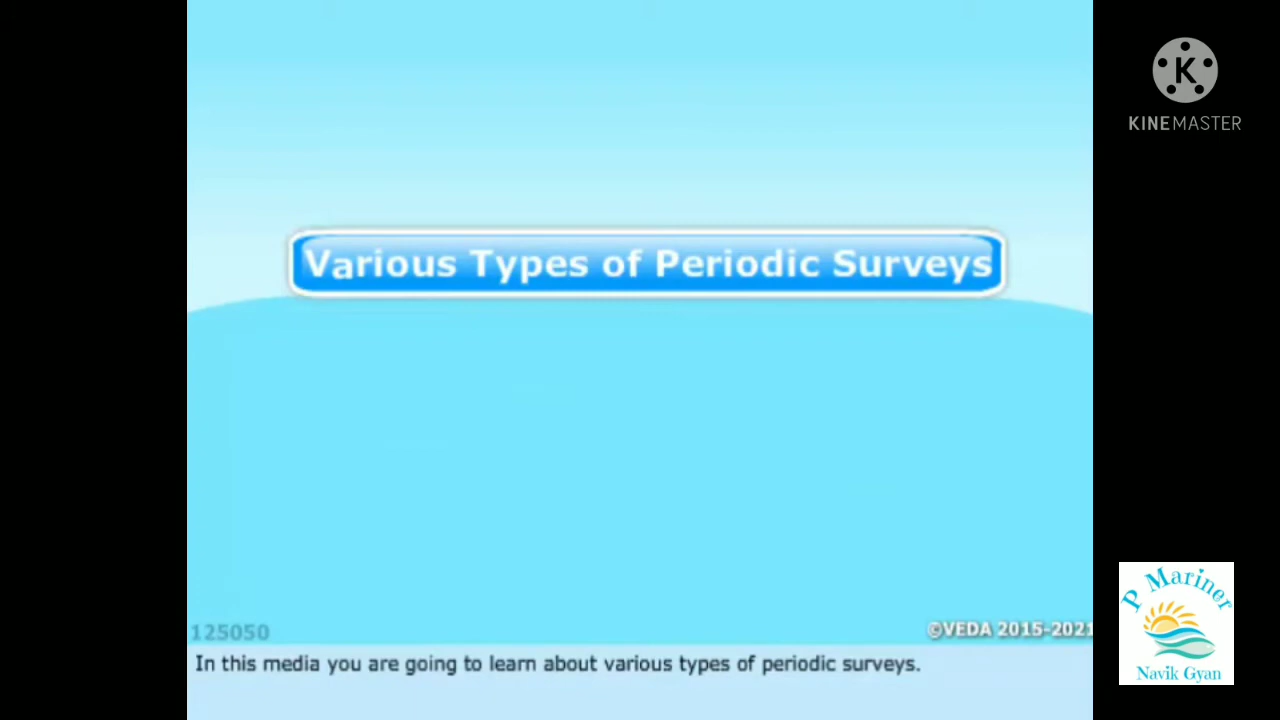 K
KINEMASTER
Various Types of Periodic Surveys
125050
©VEDA 2015-2021
In this media you are going to learn about various types of periodic surveys.
P Mariner
Navik Gyan